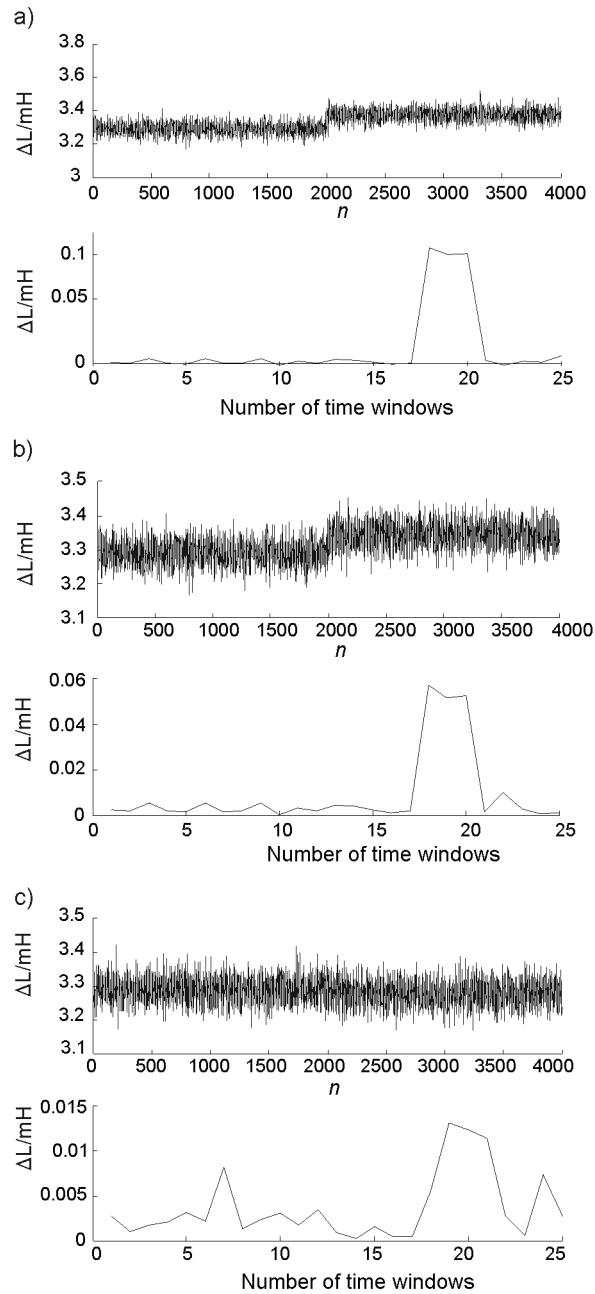 a)
ΔL/mH
3.8
3.6
3.4
3.2
3
0 500 1000 1500 2000 2500 3000 3500 4000
n
ΔL/mH
0.1
0.05
0
0 5 10 15 20 25
Number of time windows
b)
ΔL/mH
3.5
3.4
3.3
3.2
3.1
0 500 1000 1500 2000 2500 3000 3500 4000
n
ΔL/mH
0.06
0.04
0.02
0
0 5 10 15 20 25
Number of time windows
c)
ΔL/mH
3.5
3.4
3.3
3.2
3.1
0 500 1000 1500 2000 2500 3000 3500 4000
n
ΔL/mH
0.015
0.01
0.005
0
0 5 10 15 20 25
Number of time windows